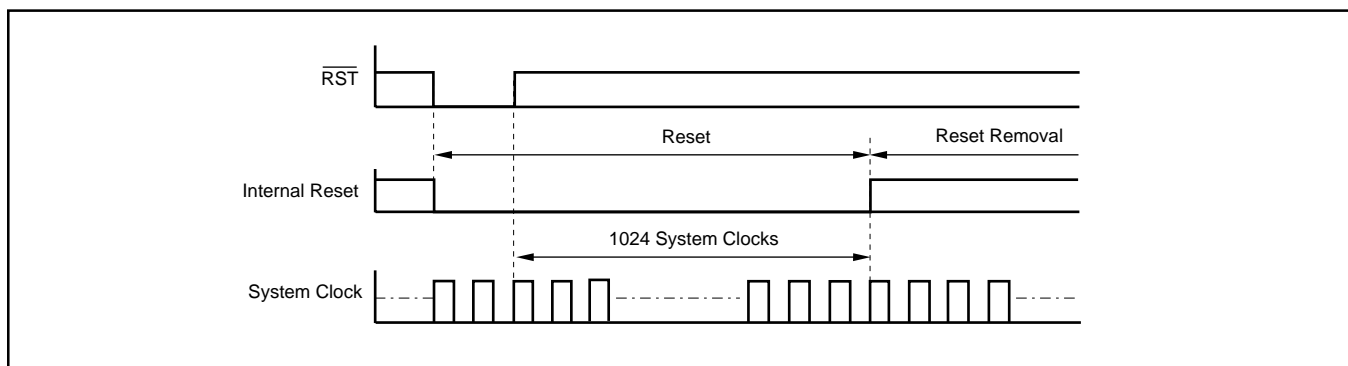 RST
Reset
Reset Removal
Internal Reset
1024 System Clocks
System Clock